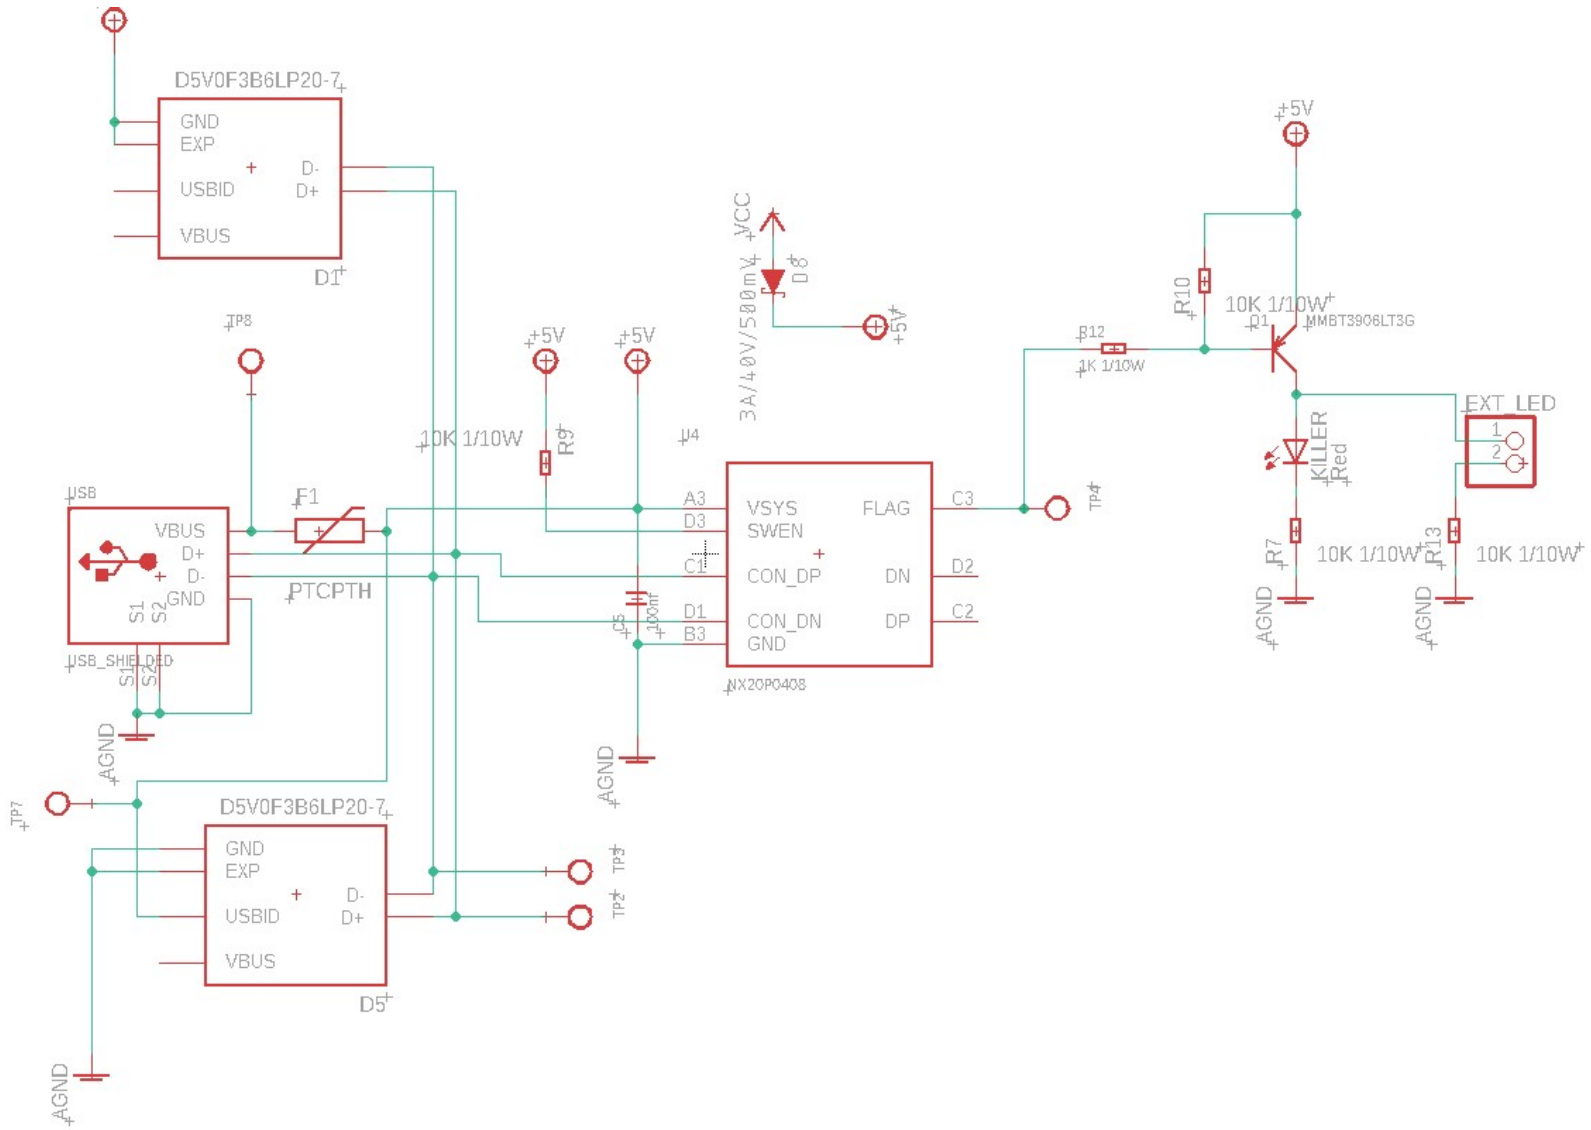 D5V0F3B6LP20-7
GND
EXP
D-
USBID
D+
VBUS
D1
TP8
+5V
+5V
VCC
D8
3A/40V/500mV
+5V
+5V
R10
10K 1/10W
Q1
MMBT3906LT3G
R12
1K 1/10W
EXT_LED
1
2
KILLER
Red
R7
10K 1/10W
R13
10K 1/10W
AGND
AGND
10K 1/10W
R9
U4
A3
VSYS
FLAG
C3
TP4
D3
SWEN
C1
CON_DP
DN
D2
D1
CON_DN
DP
C2
B3
GND
NX20P0408
C5
100nf
AGND
USB
F1
VBUS
D+
D-
GND
S1
S2
PTCPTH
USB_SHIELDED
S1
S2
AGND
TP7
D5V0F3B6LP20-7
GND
EXP
D-
USBID
D+
VBUS
D5
TP3
TP2
AGND